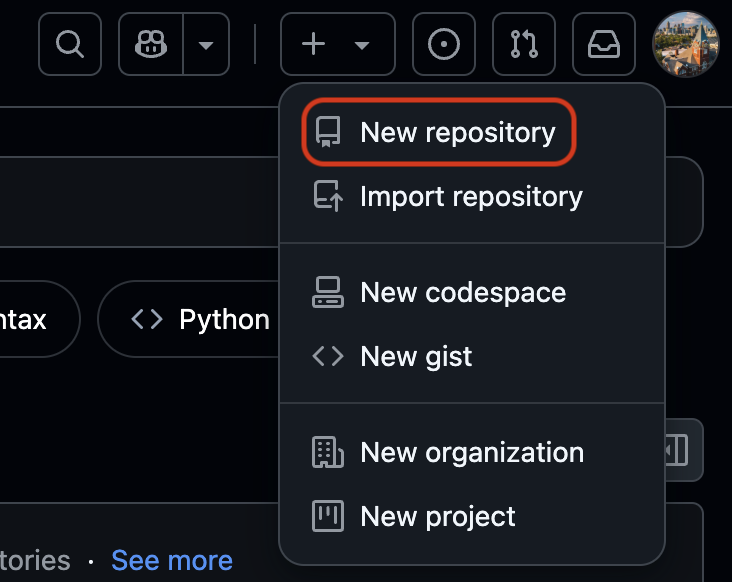 New repository
Import repository
ntax
Python
New codespace
New gist
New organization
New project
tories · See more